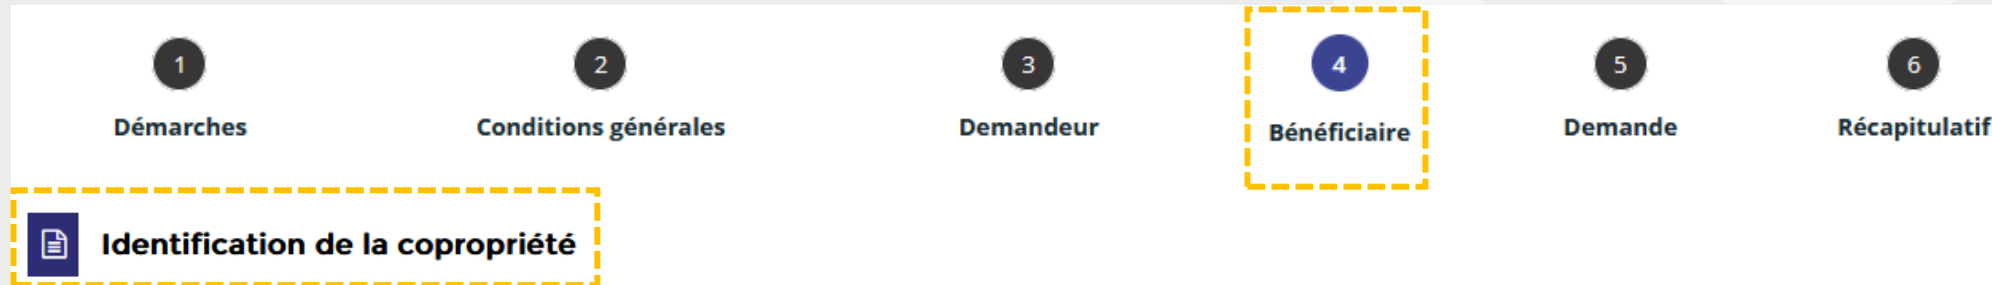 1 2 3 4 5 6
Démarches Conditions générales Demandeur Bénéficiaire Demande Récapitulatif
Identification de la copropriété